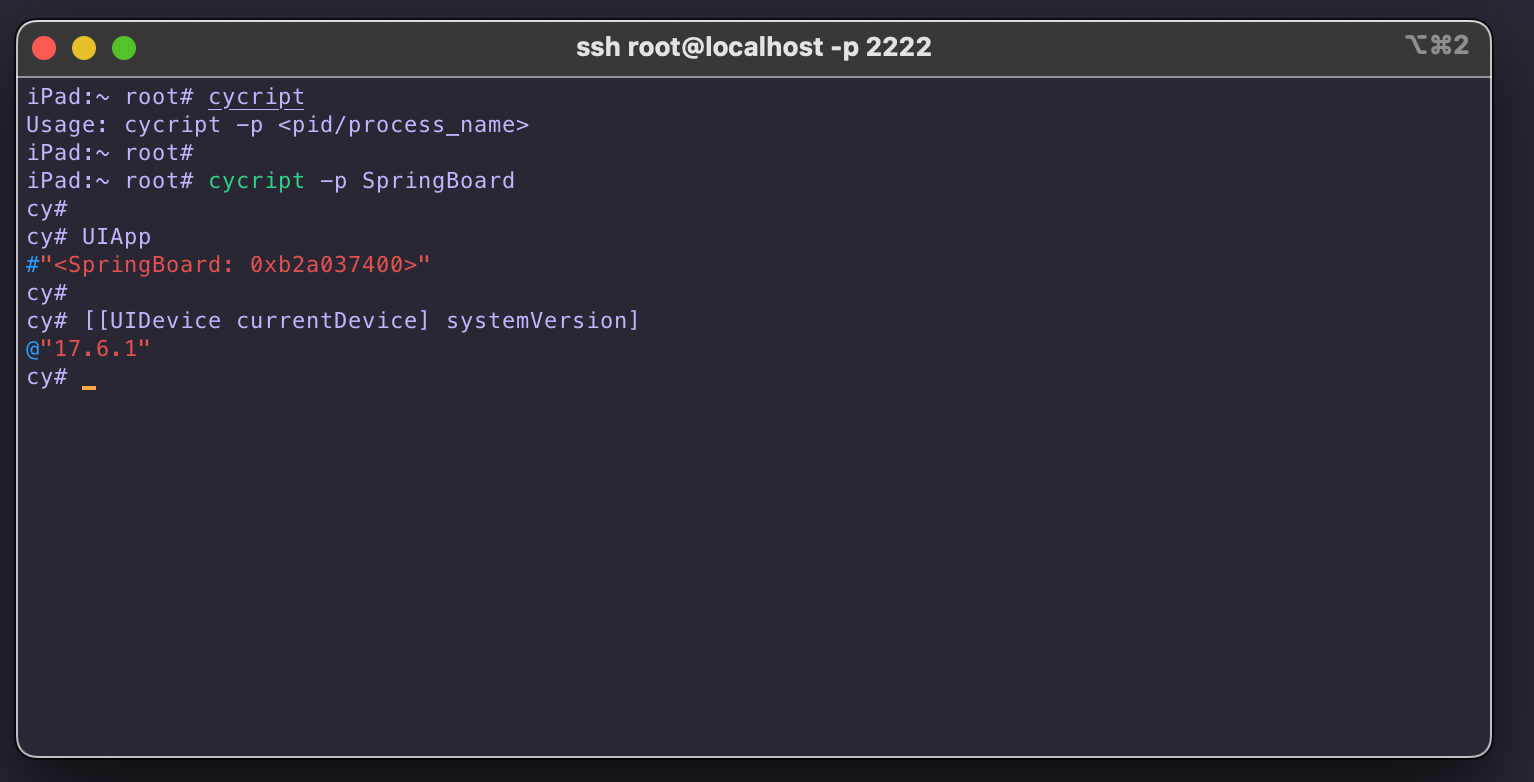 ssh root@localhost -p 2222
⌥⌘2
iPad:~ root# cycript
Usage: cycript -p <pid/process_name>
iPad:~ root#
iPad:~ root# cycript -p SpringBoard
cy#
cy# UIApp
#"<SpringBoard: 0xb2a037400>"
cy#
cy# [[UIDevice currentDevice] systemVersion]
@"17.6.1"
cy#